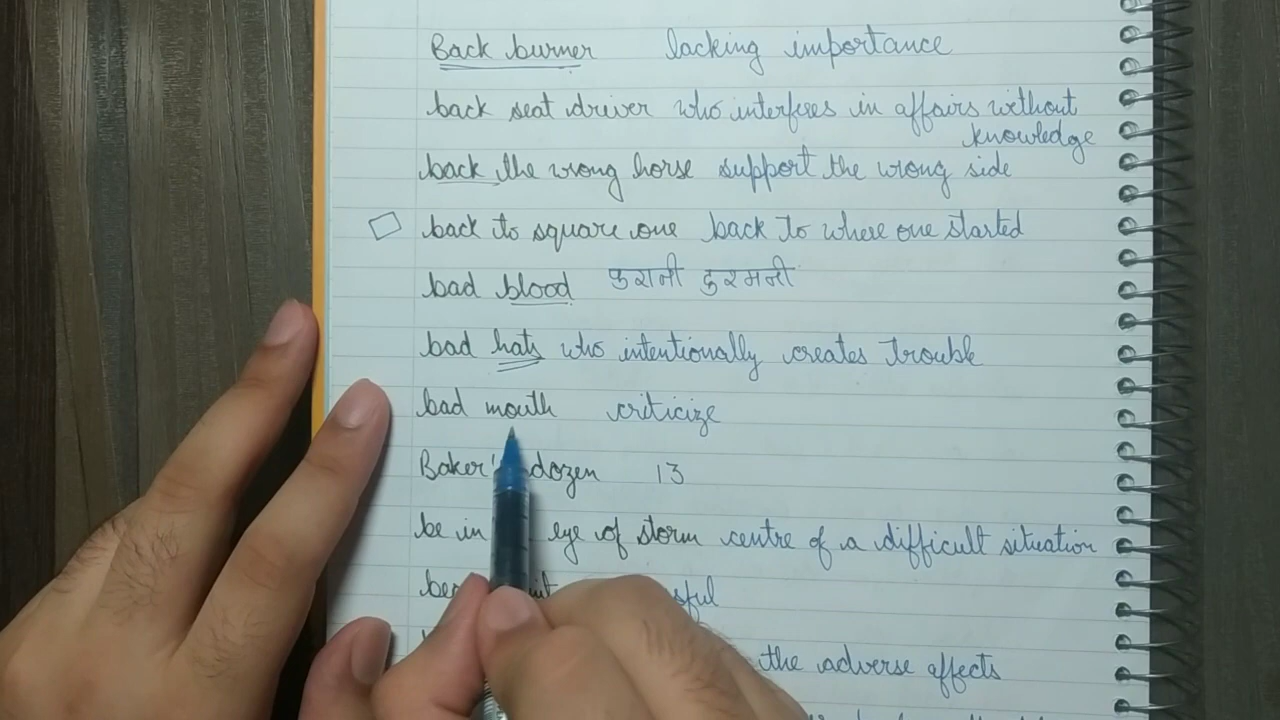 Back burner lacking importance
back seat driver who interferes in affairs without
knowledge
back the wrong horse support the wrong side
back to square one back to where one started
bad blood पुरानी दुश्मनी
bad hats who intentionally creates trouble
bad mouth criticize
Baker's dozen 13
be in eye of storm centre of a difficult situation
the adverse affects